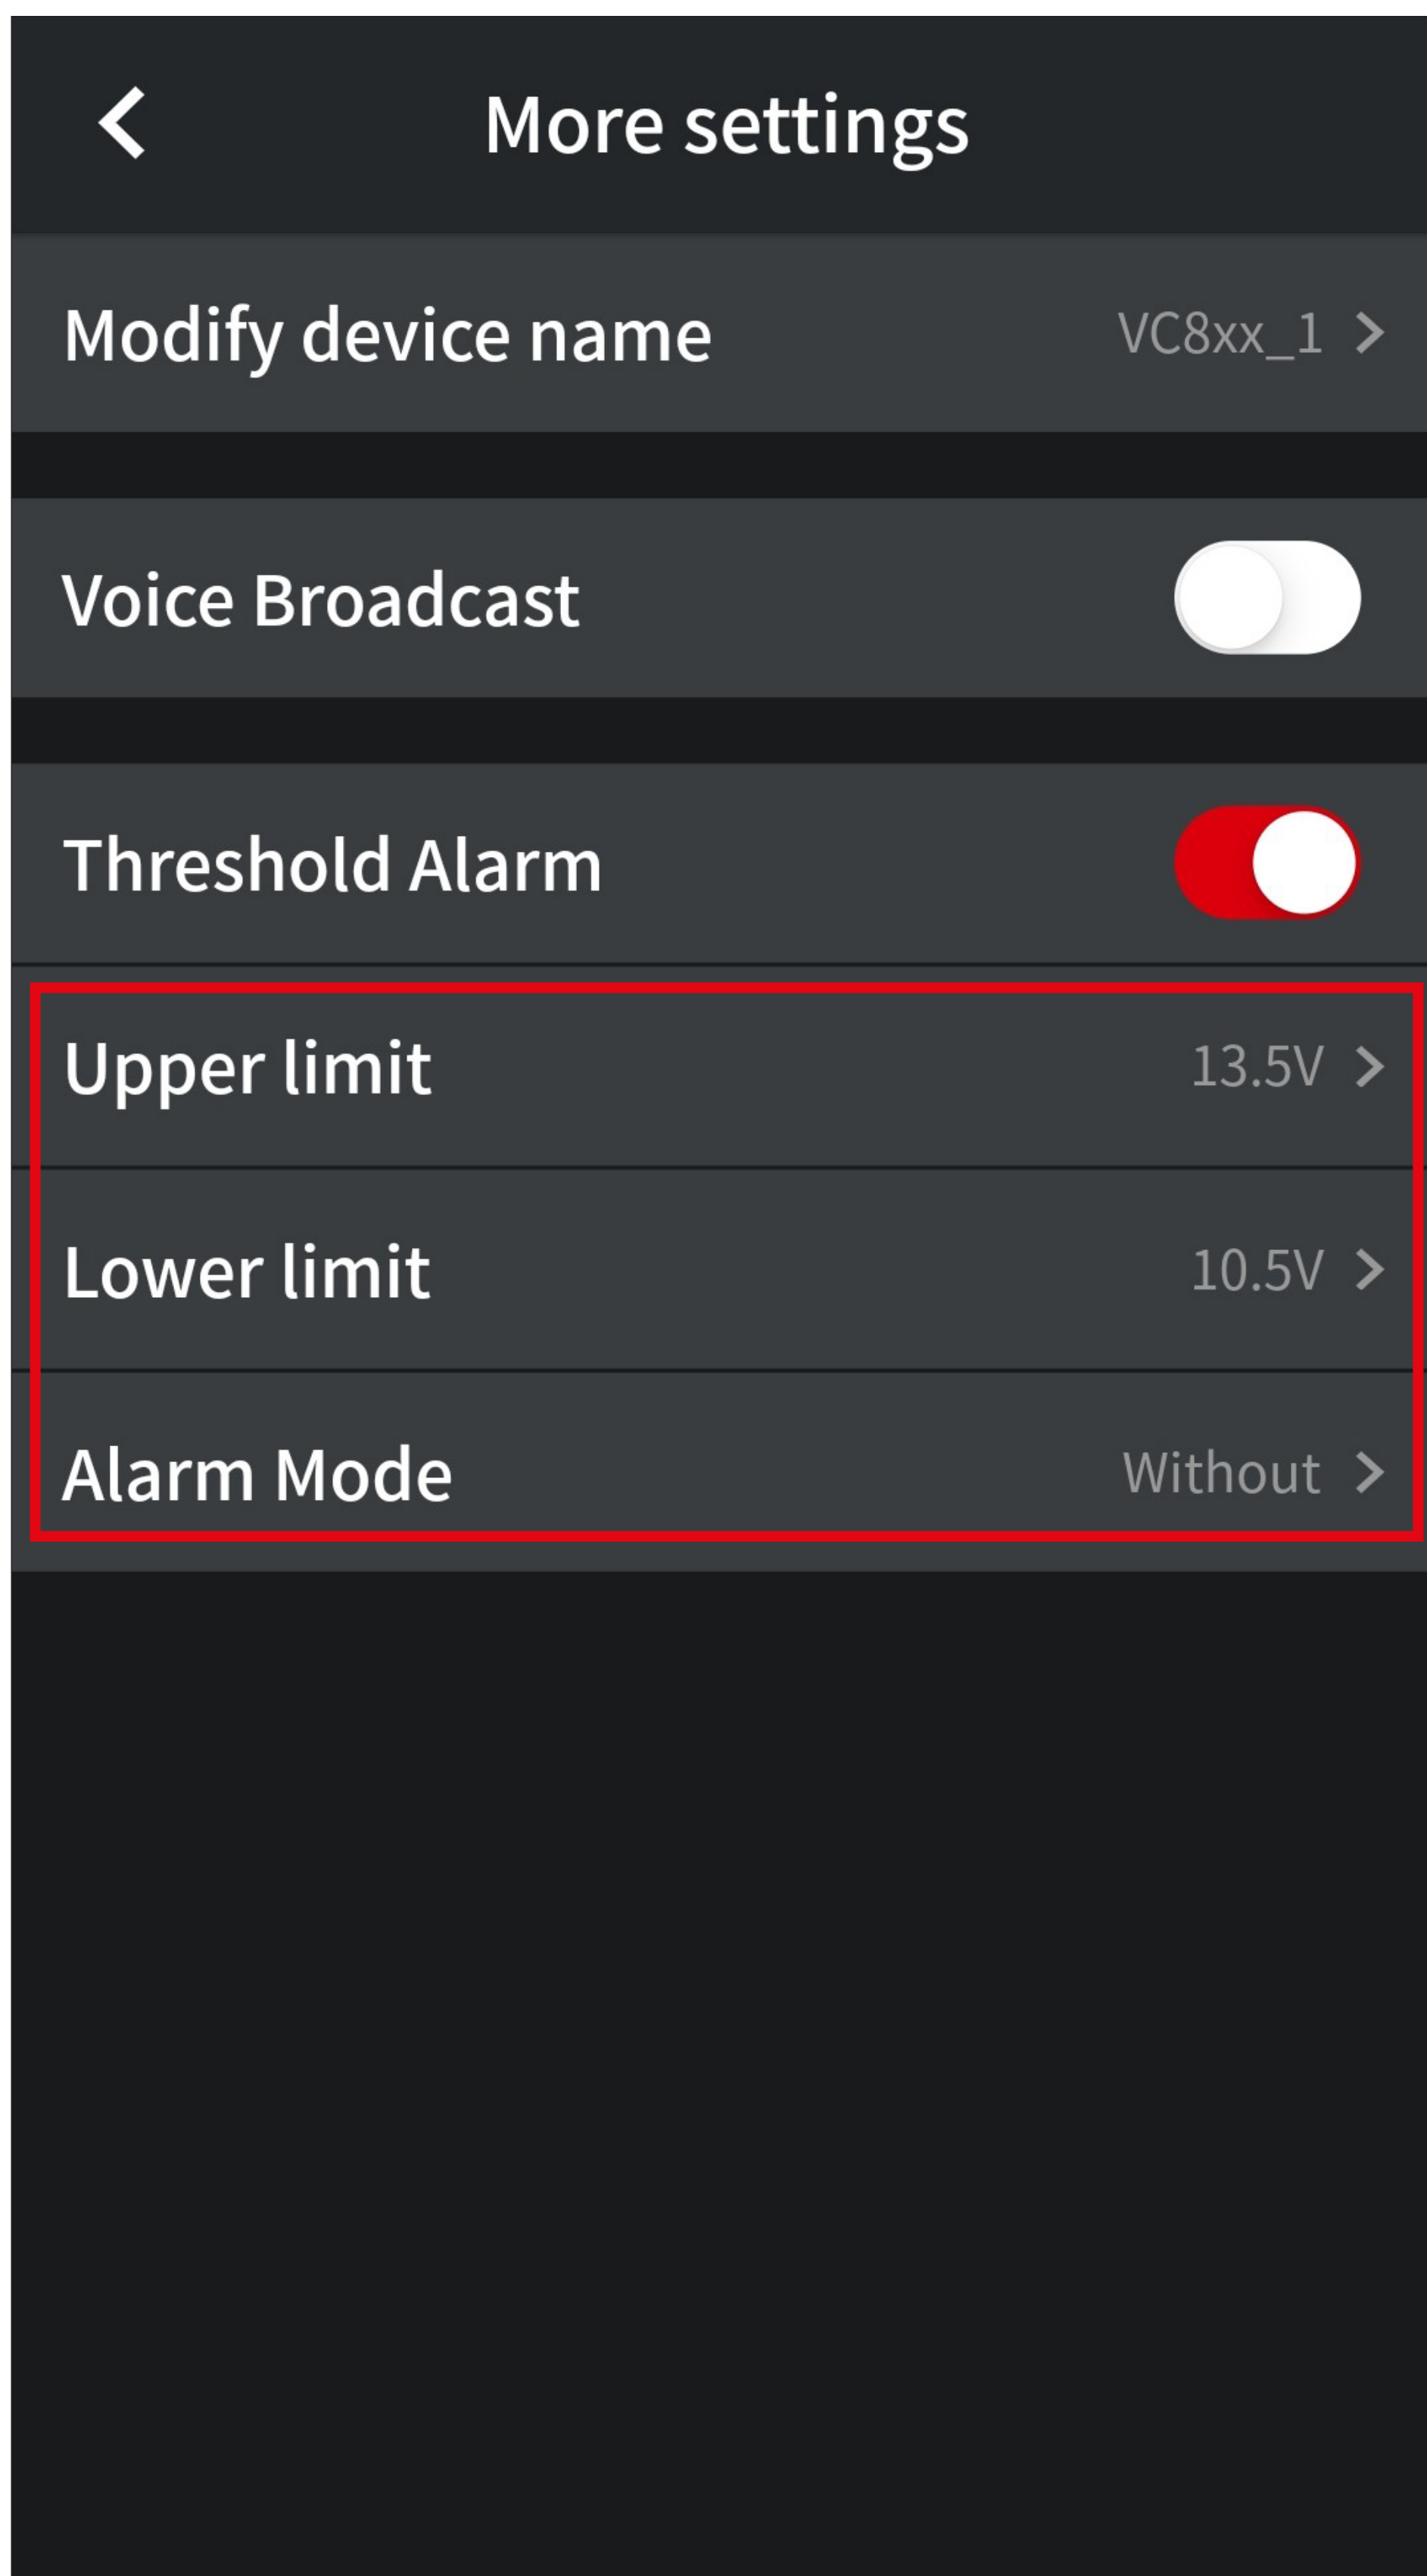 More settings
Modify device name VC8xx_1
Voice Broadcast
Threshold Alarm
Upper limit 13.5V
Lower limit 10.5V
Alarm Mode Without